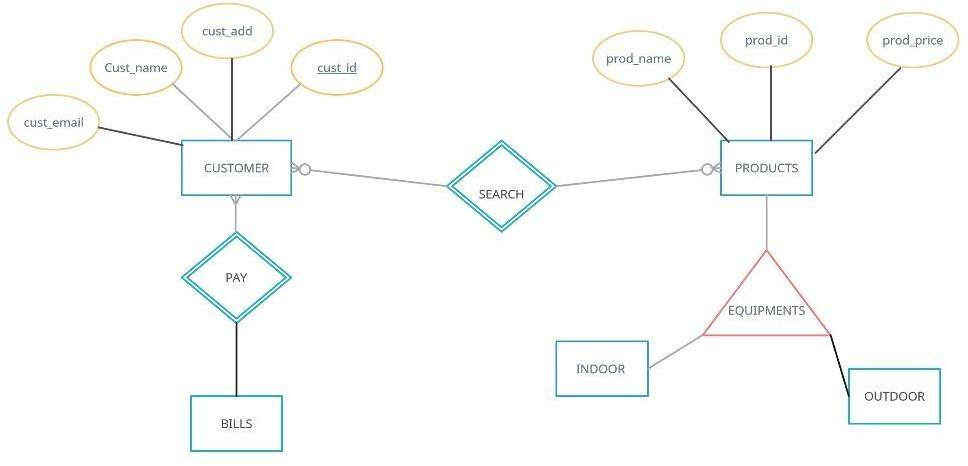 cust_add
Cust_name
cust_id
cust_email
prod_name
prod_id
prod_price
CUSTOMER
SEARCH
PRODUCTS
PAY
EQUIPMENTS
INDOOR
OUTDOOR
BILLS